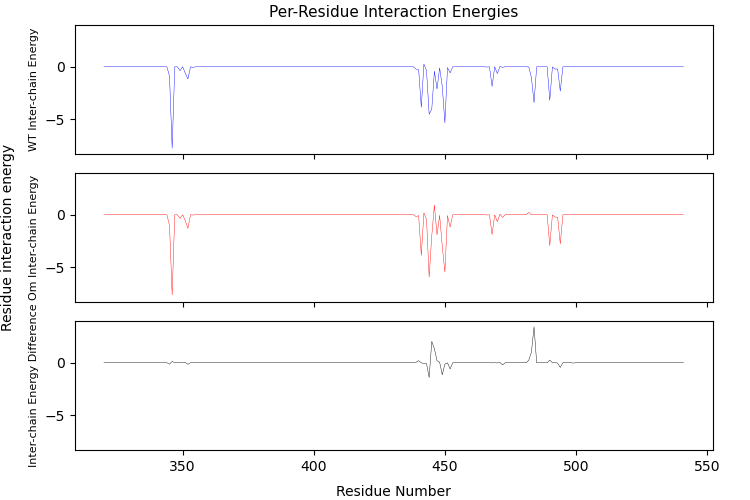 Per-Residue Interaction Energies
Residue interaction energy
WT Inter-chain Energy
0
−5
Om Inter-chain Energy
0
−5
Inter-chain Energy Difference
0
−5
350
400
450
500
550
Residue Number